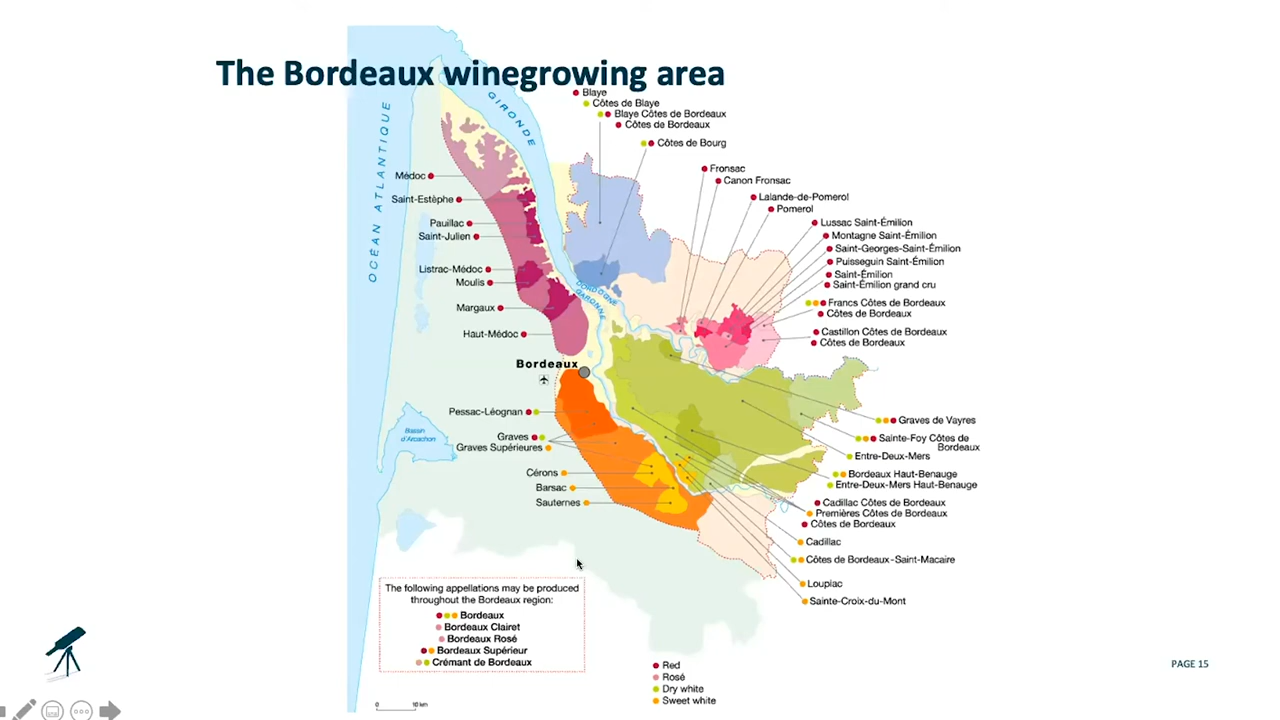 The Bordeaux winegrowing area
OCÉAN ATLANTIQUE
GIRONDE
Blaye
Côtes de Blaye
Blaye Côtes de Bordeaux
Côtes de Bordeaux
Côtes de Bourg
Fronsac
Canon Fronsac
Lalande-de-Pomerol
Pomerol
Lussac Saint-Émilion
Montagne Saint-Émilion
Saint-Georges-Saint-Émilion
Puisseguin Saint-Émilion
Saint-Émilion
Saint-Émilion grand cru
Francs Côtes de Bordeaux
Côtes de Bordeaux
Castillon Côtes de Bordeaux
Côtes de Bordeaux
Médoc
Saint-Estèphe
Pauillac
Saint-Julien
Listrac-Médoc
Moulis
Margaux
Haut-Médoc
DORDOGNE
GARONNE
Bordeaux
Bassin
d'Arcachon
Pessac-Léognan
Graves
Graves Supérieures
Cérons
Barsac
Sauternes
Graves de Vayres
Sainte-Foy Côtes de
Bordeaux
Entre-Deux-Mers
Bordeaux Haut-Benauge
Entre-Deux-Mers Haut-Benauge
Cadillac Côtes de Bordeaux
Premières Côtes de Bordeaux
Côtes de Bordeaux
Cadillac
Côtes de Bordeaux-Saint-Macaire
Loupiac
Sainte-Croix-du-Mont
The following appellations may be produced
throughout the Bordeaux region:
Bordeaux
Bordeaux Clairet
Bordeaux Rosé
Bordeaux Supérieur
Crémant de Bordeaux
Red
Rosé
Dry white
Sweet white
0 10 km
PAGE 15